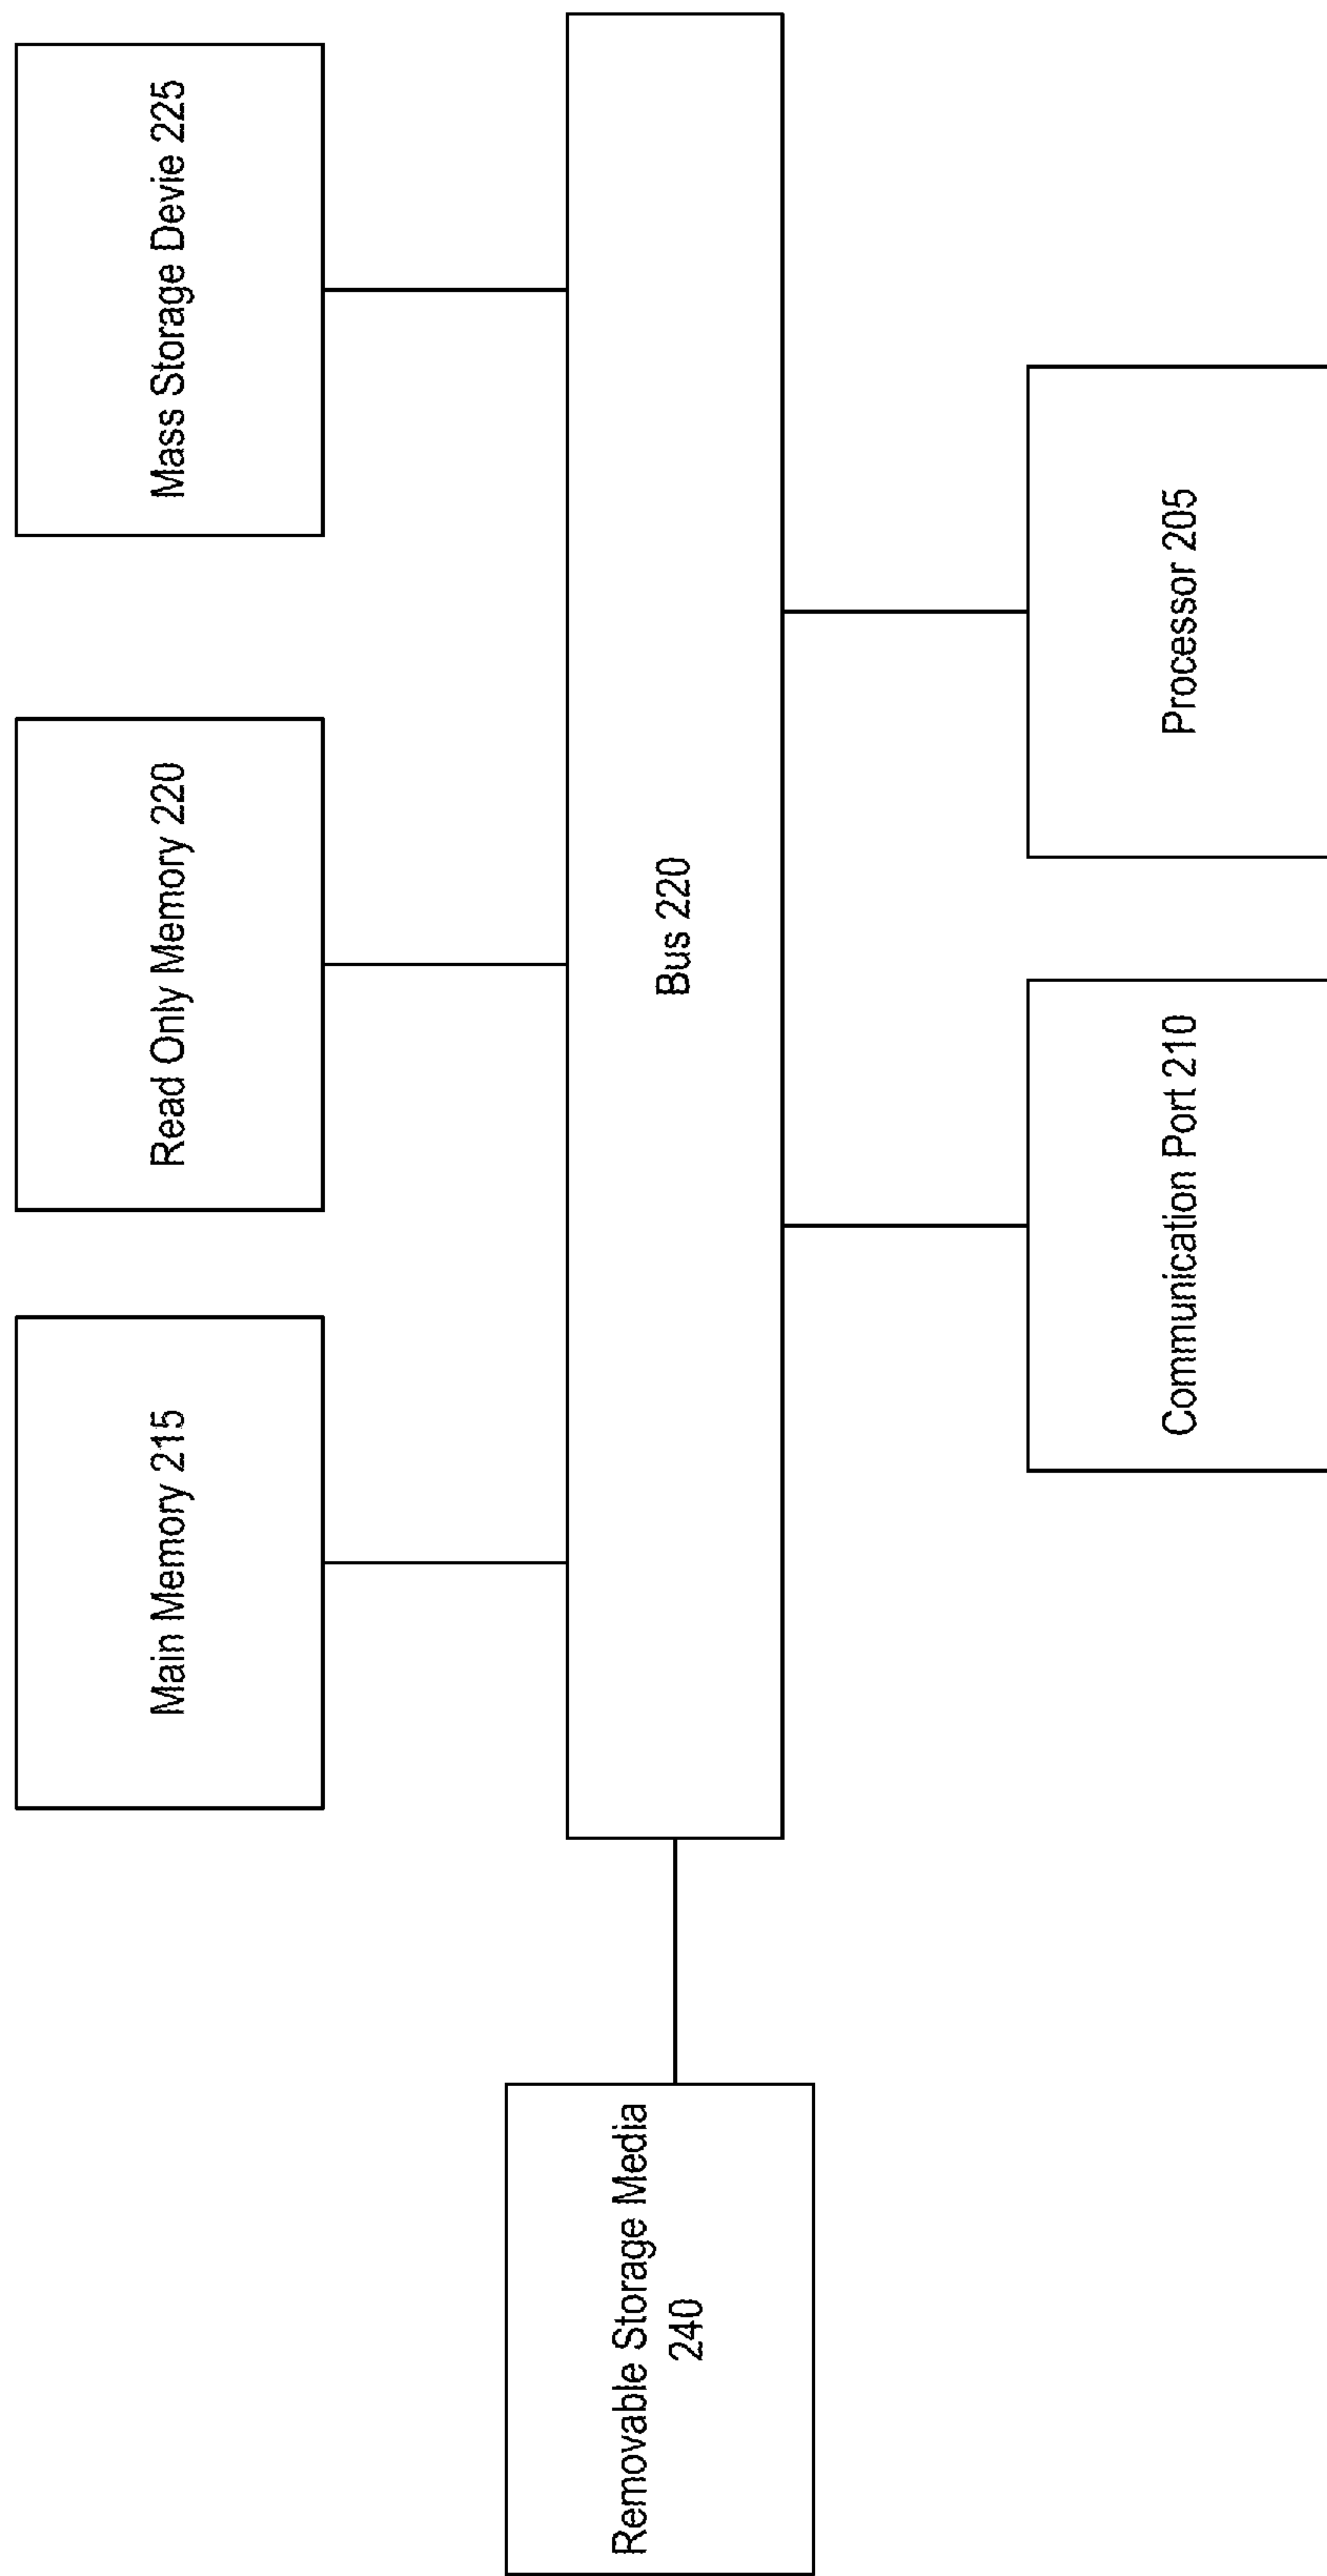 Main Memory 215
Read Only Memory 220
Mass Storage Devie 225
Bus 220
Removable Storage Media
240
Communication Port 210
Processor 205